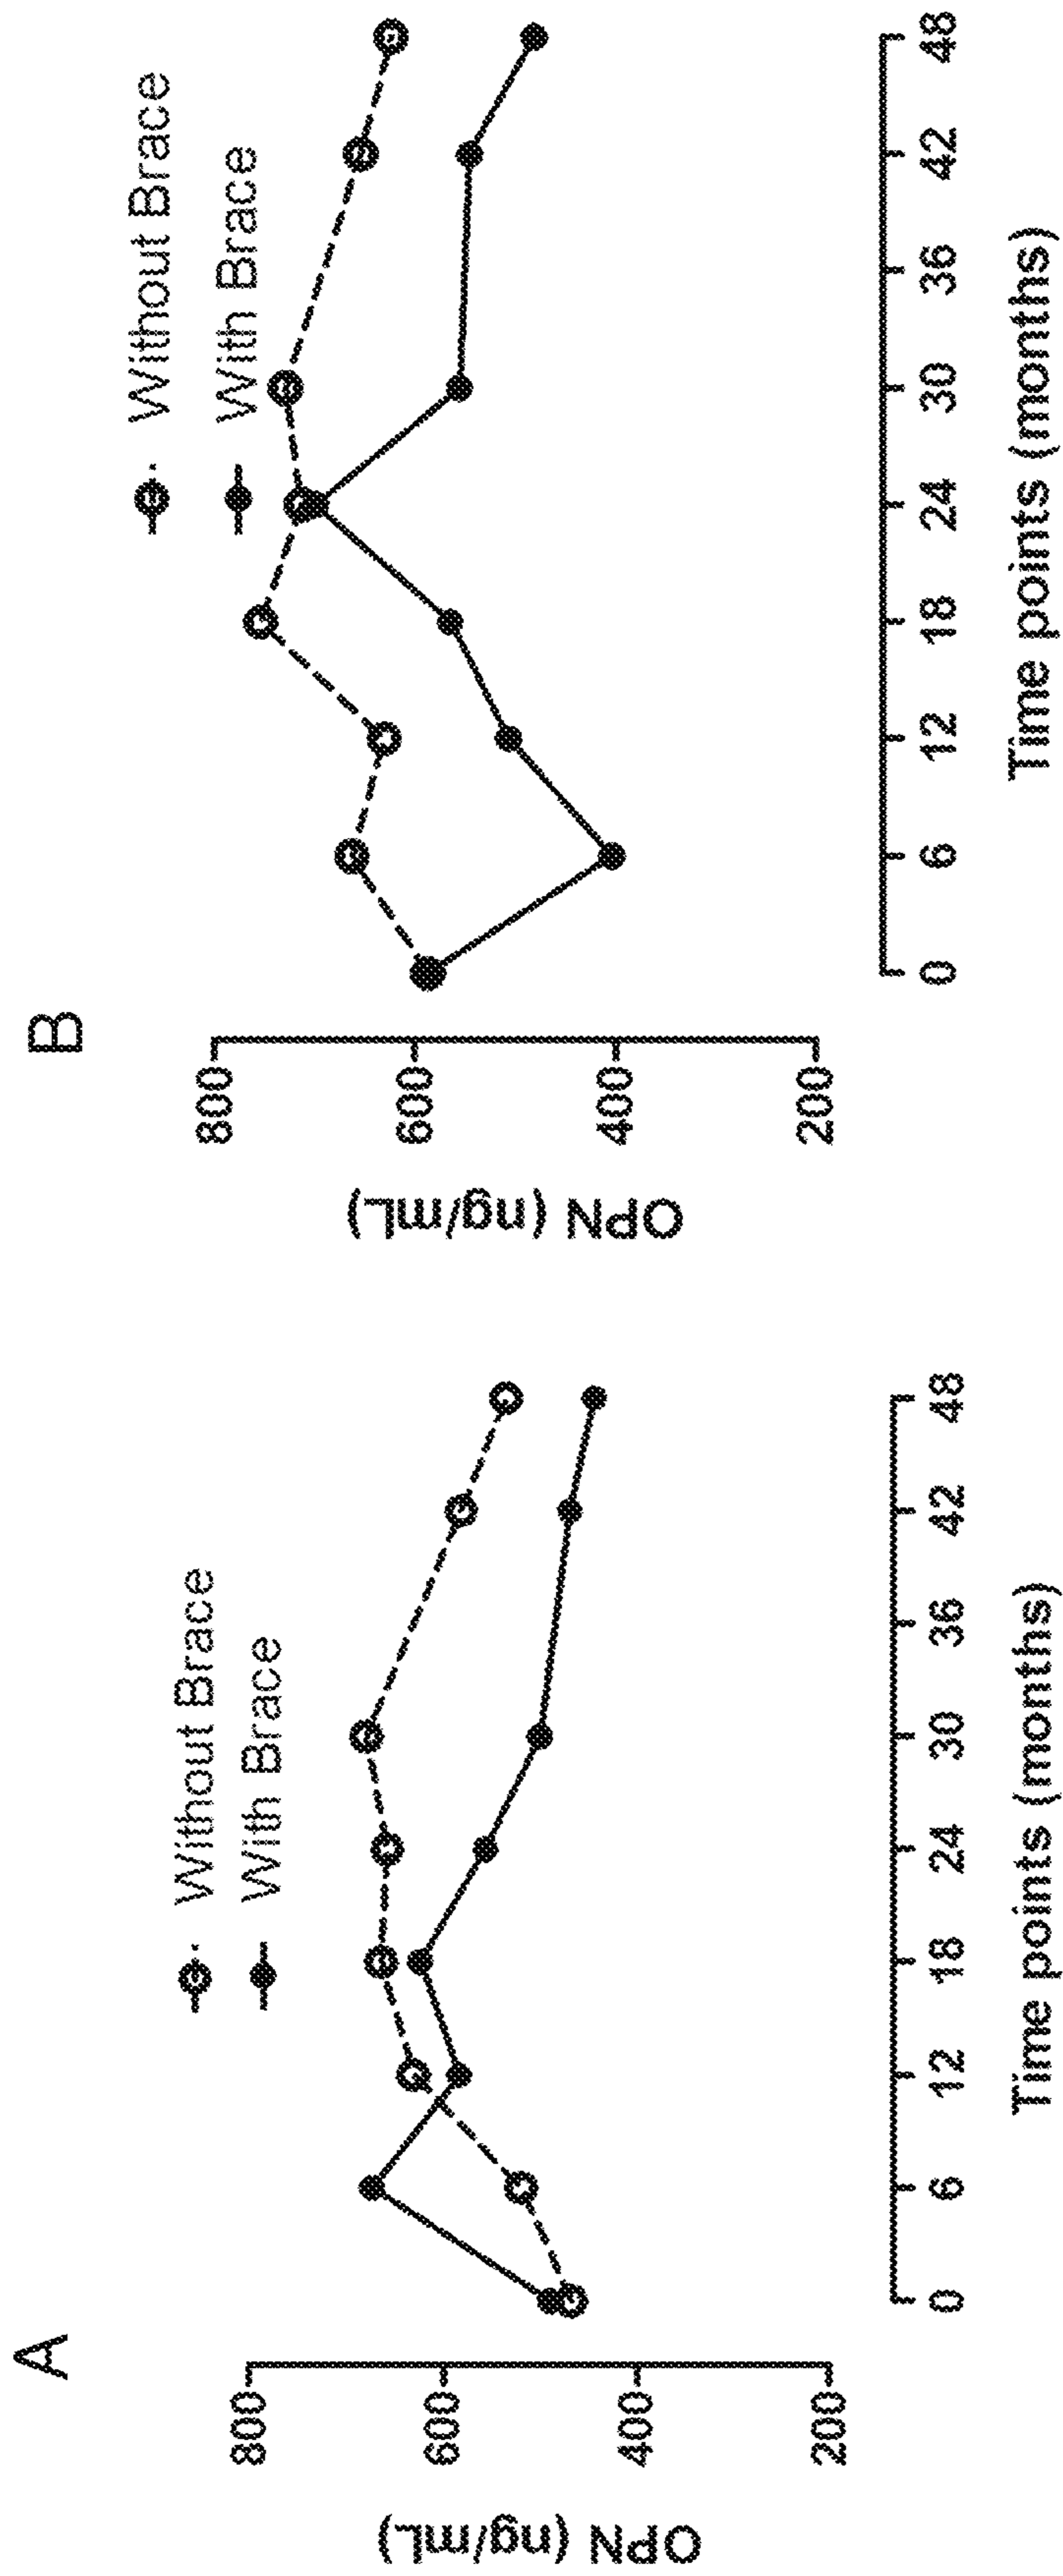 A
Without Brace
With Brace
OPN (ng/mL)
800
600
400
200
0 6 12 18 24 30 36 42 48
Time points (months)
B
Without Brace
With Brace
OPN (ng/mL)
800
600
400
200
0 6 12 18 24 30 36 42 48
Time points (months)